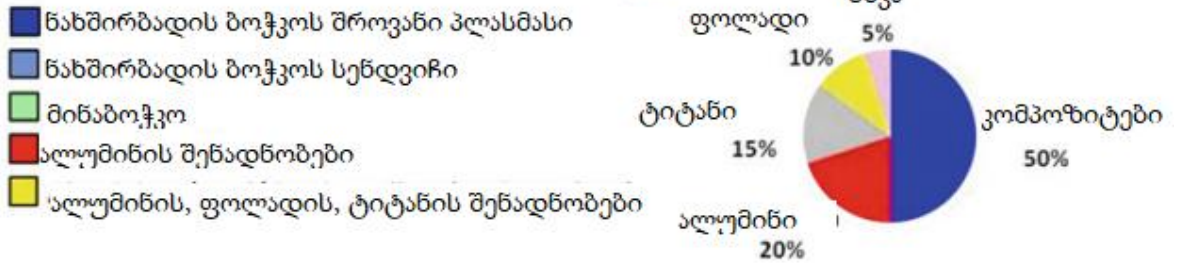 ნახშირბადის ბოჭკოს შროვანი პლასმასი
ნახშირბადის ბოჭკოს სენდვიჩი
მინაბოჭკო
ალუმინის შენადნობები
ალუმინის, ფოლადის, ტიტანის შენადნობები
5%
ფოლადი
10%
ტიტანი
15%
კომპოზიტები
50%
ალუმინი
20%